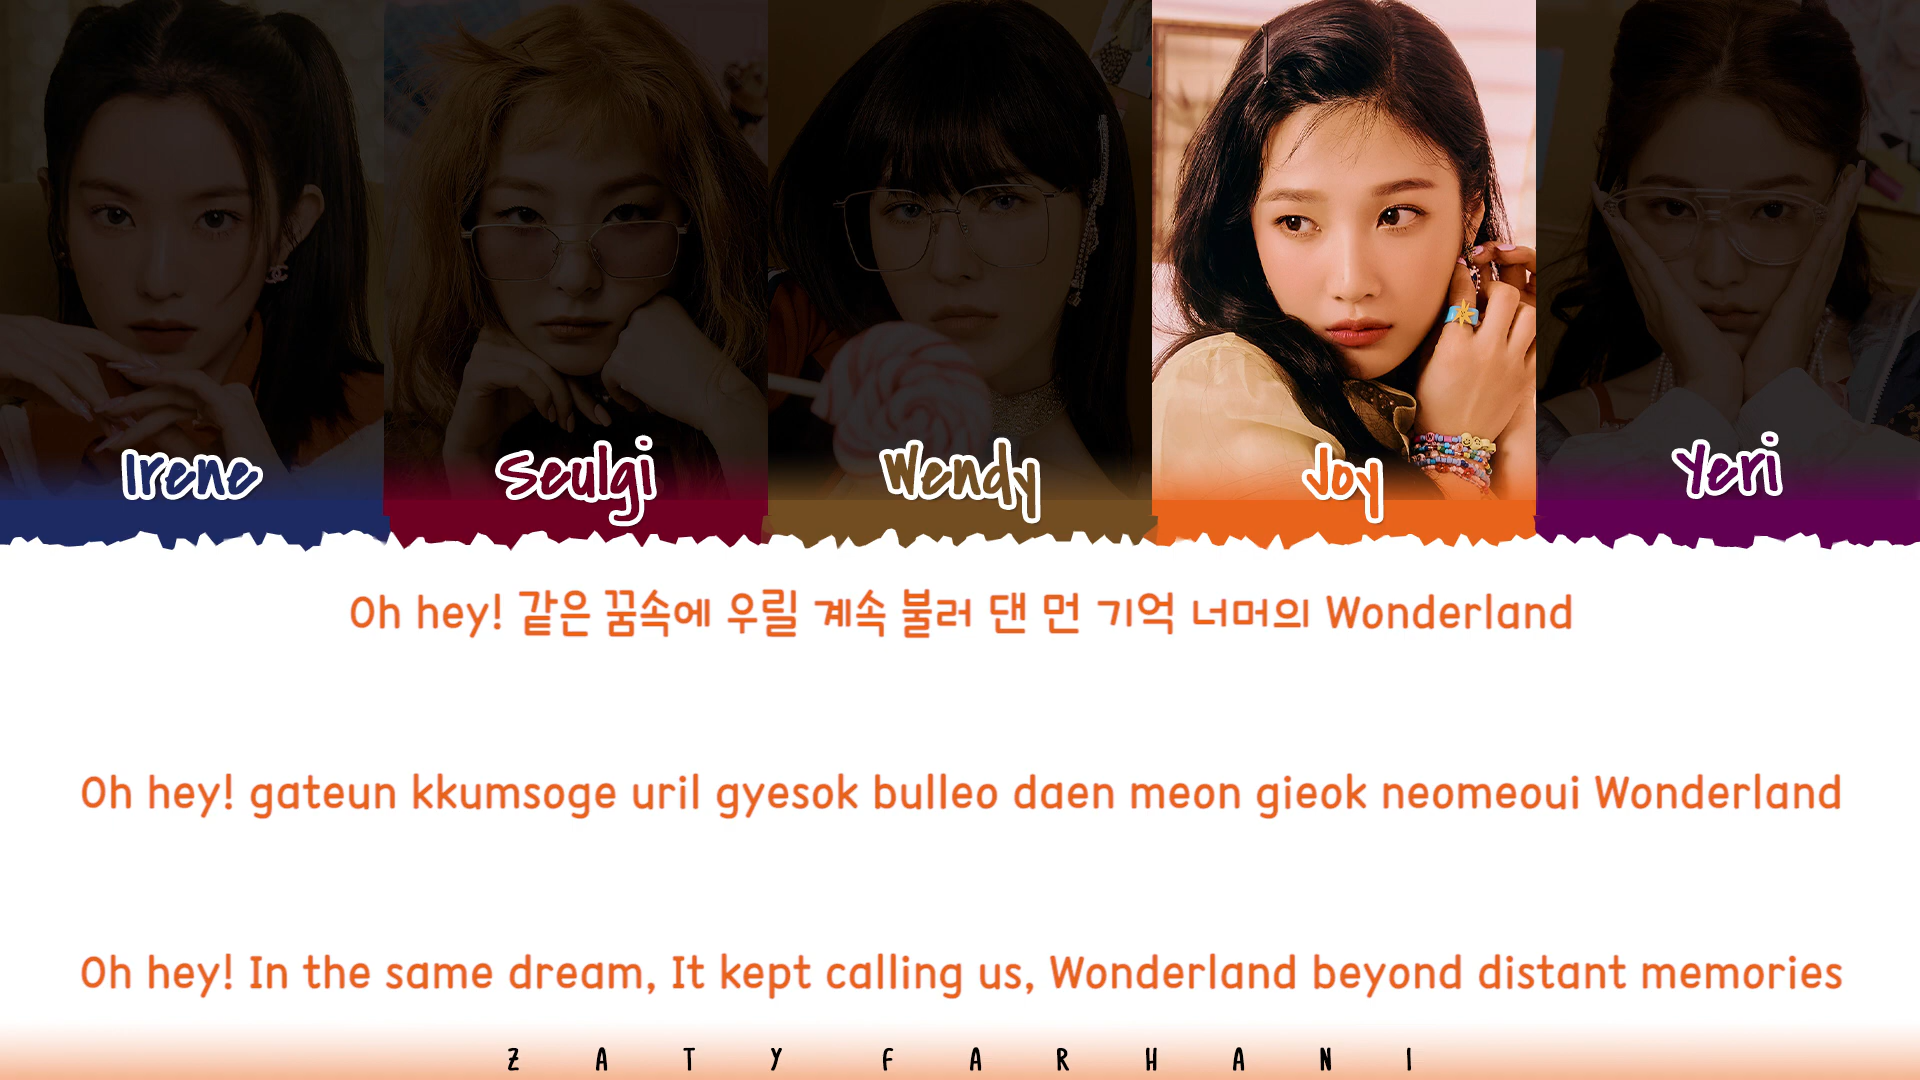 Irene
Seulgi
Wendy
Joy
Yeri
Oh hey! 같은 꿈속에 우릴 계속 불러 댄 먼 기억 너머의 Wonderland
Oh hey! gateun kkumsoge uril gyesok bulleo daen meon gieok neomeoui Wonderland
Oh hey! In the same dream, It kept calling us, Wonderland beyond distant memories
ZATY FARHANI